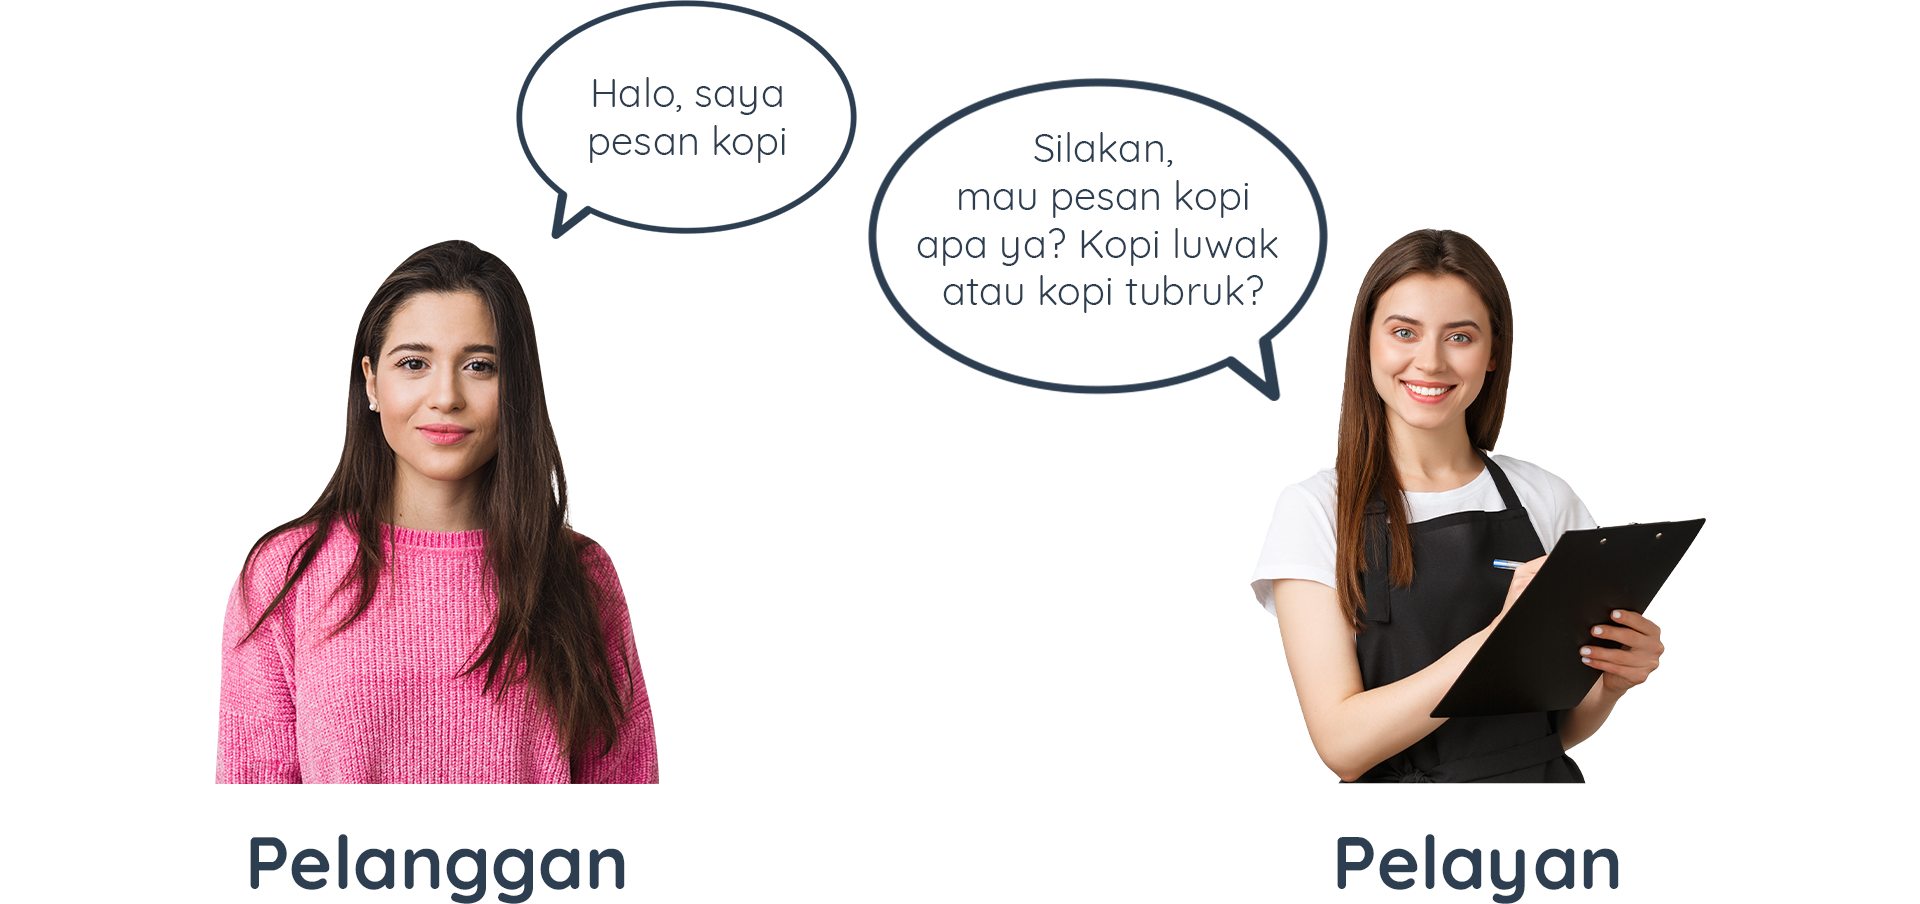 Halo, saya
pesan kopi
Silakan,
mau pesan kopi
apa ya? Kopi luwak
atau kopi tubruk?
Pelanggan
Pelayan